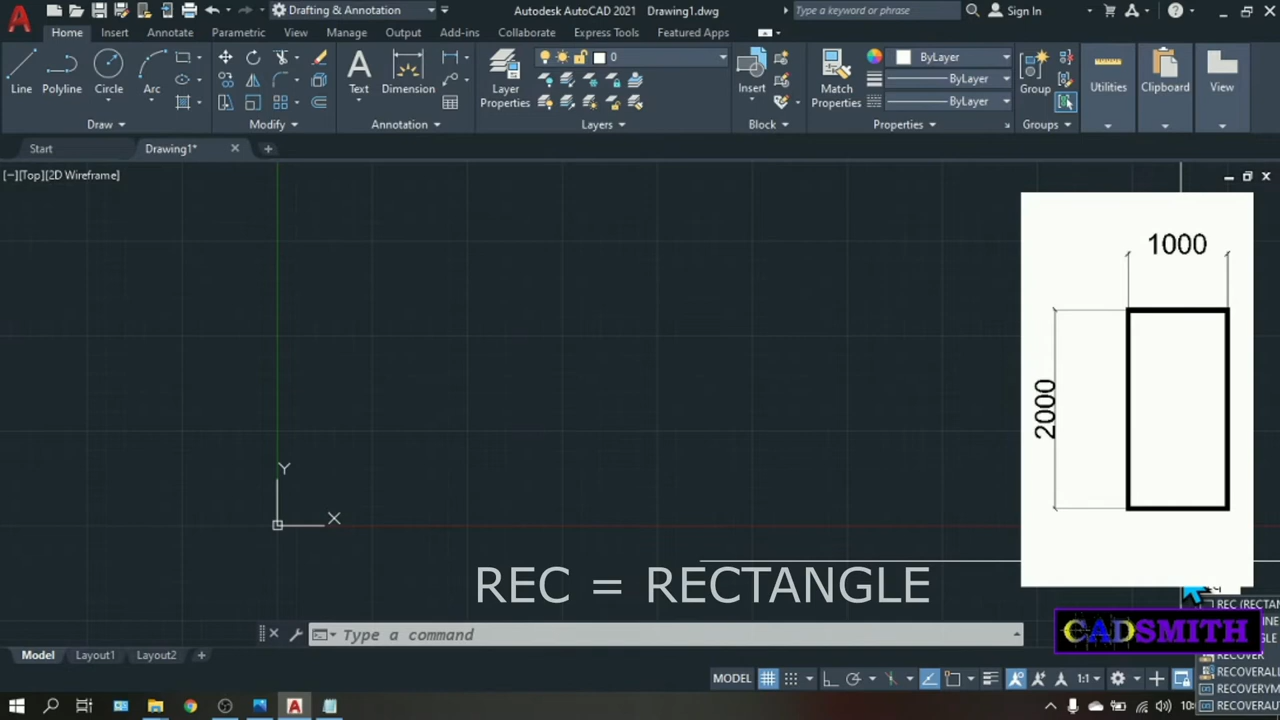 Drafting & Annotation
Autodesk AutoCAD 2021 Drawing1.dwg
Type a keyword or phrase
Sign In
Home Insert Annotate Parametric View Manage Output Add-ins Collaborate Express Tools Featured Apps
Line Polyline Circle Arc
Text Dimension
Layer Properties
0
Insert
Match Properties
ByLayer
ByLayer
ByLayer
Group
Utilities
Clipboard
View
Draw Modify Annotation Layers Block Properties Groups
Start Drawing1*
[−][Top][2D Wireframe]
1000
2000
Y
X
REC = RECTANGLE
REC (RECTAN
CADSMITH
RECOVER
RECOVERALL
RECOVERYM
RECOVERAU
Type a command
Model Layout1 Layout2
MODEL
1:1